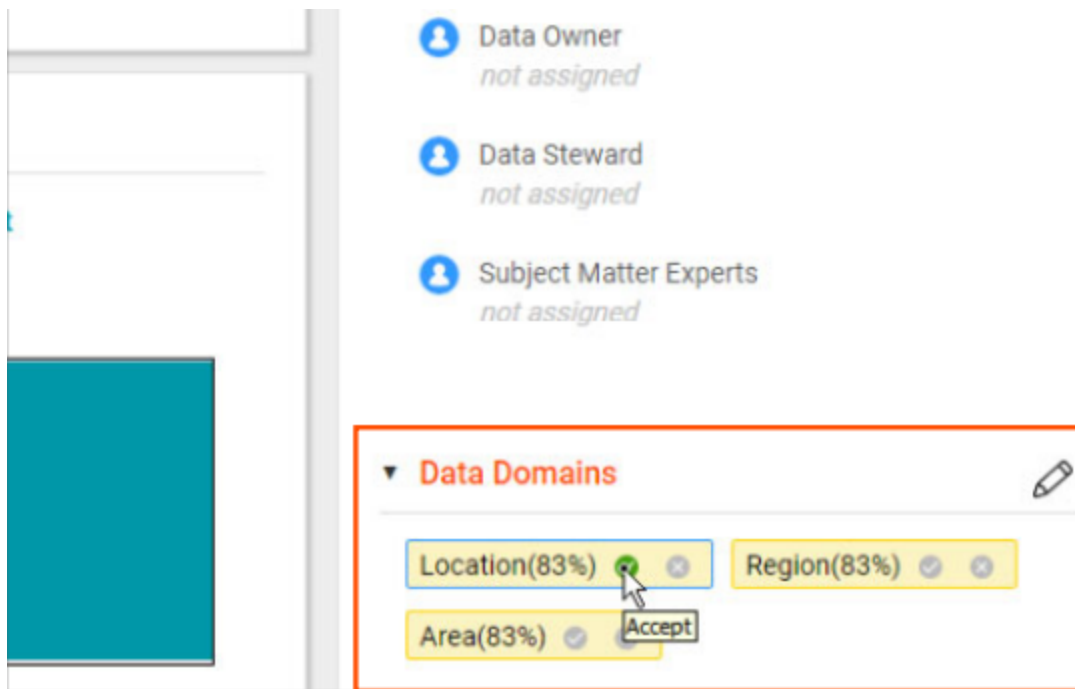 Data Owner
not assigned
Data Steward
not assigned
Subject Matter Experts
not assigned
Data Domains
Location(83%) Region(83%)
Area(83%) Accept